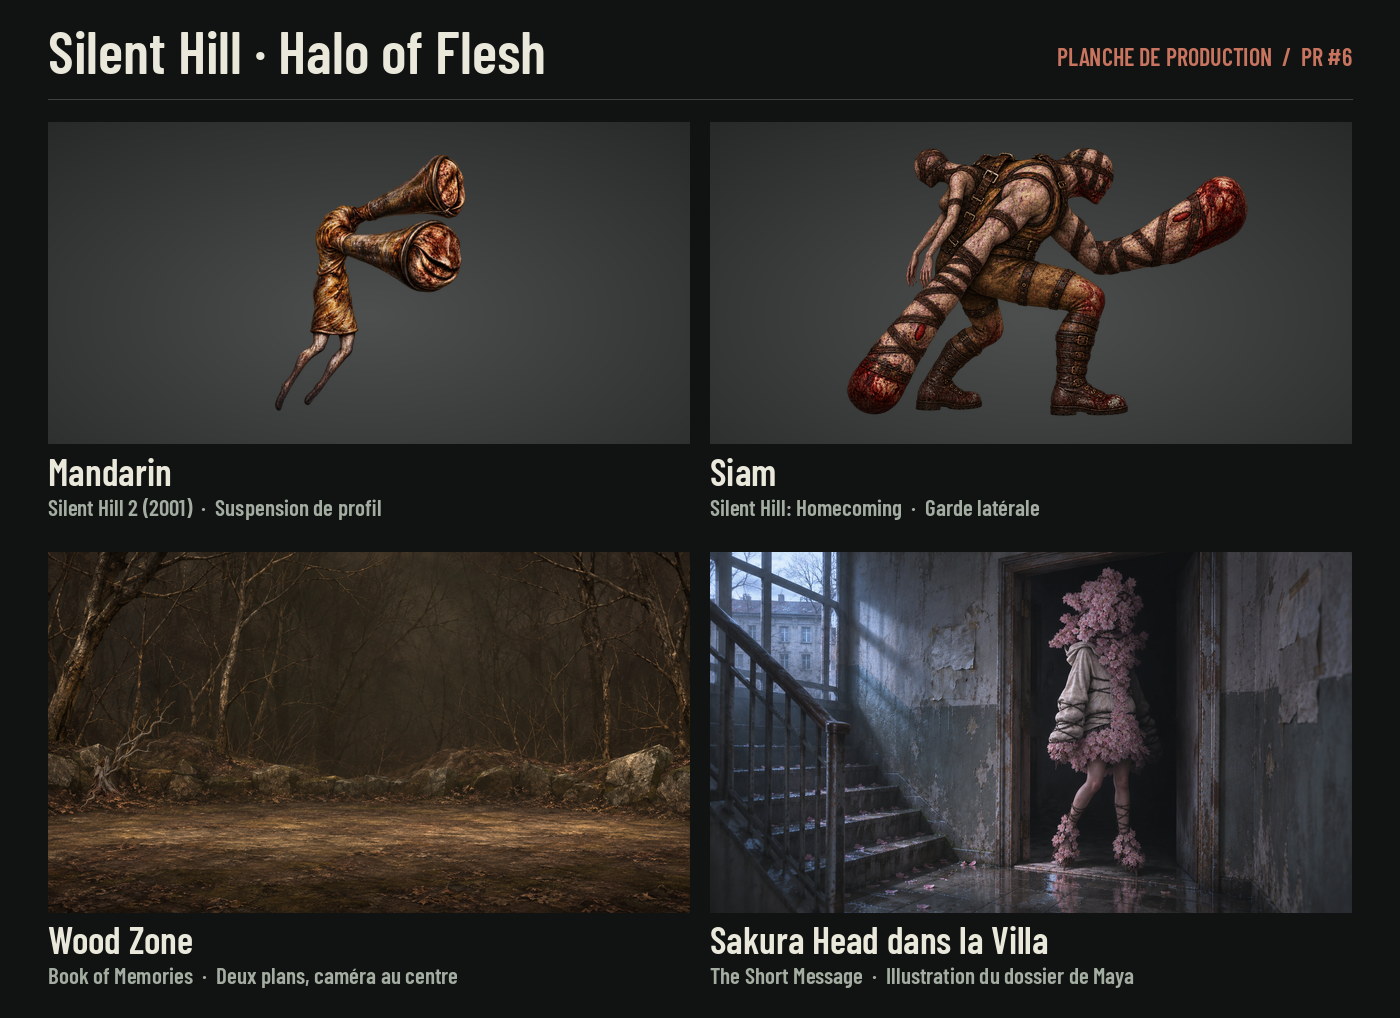 Silent Hill · Halo of Flesh
PLANCHE DE PRODUCTION / PR #6
Mandarin
Silent Hill 2 (2001) · Suspension de profil
Siam
Silent Hill: Homecoming · Garde latérale
Wood Zone
Book of Memories · Deux plans, caméra au centre
Sakura Head dans la Villa
The Short Message · Illustration du dossier de Maya